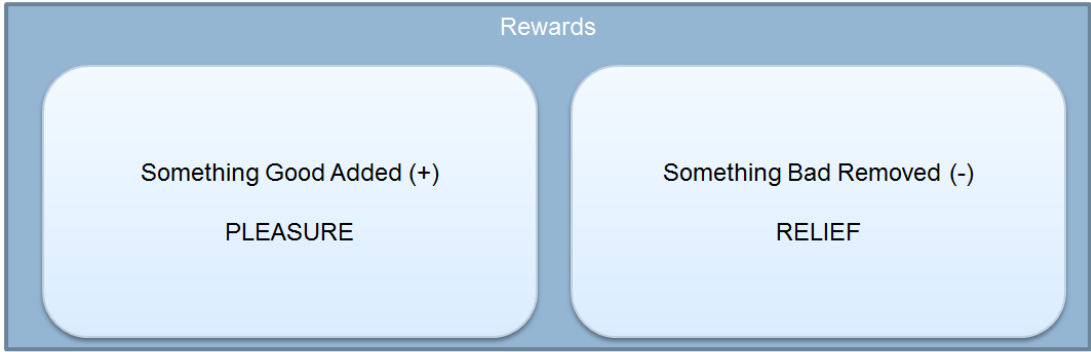 Rewards
Something Good Added (+)
PLEASURE
Something Bad Removed (-)
RELIEF